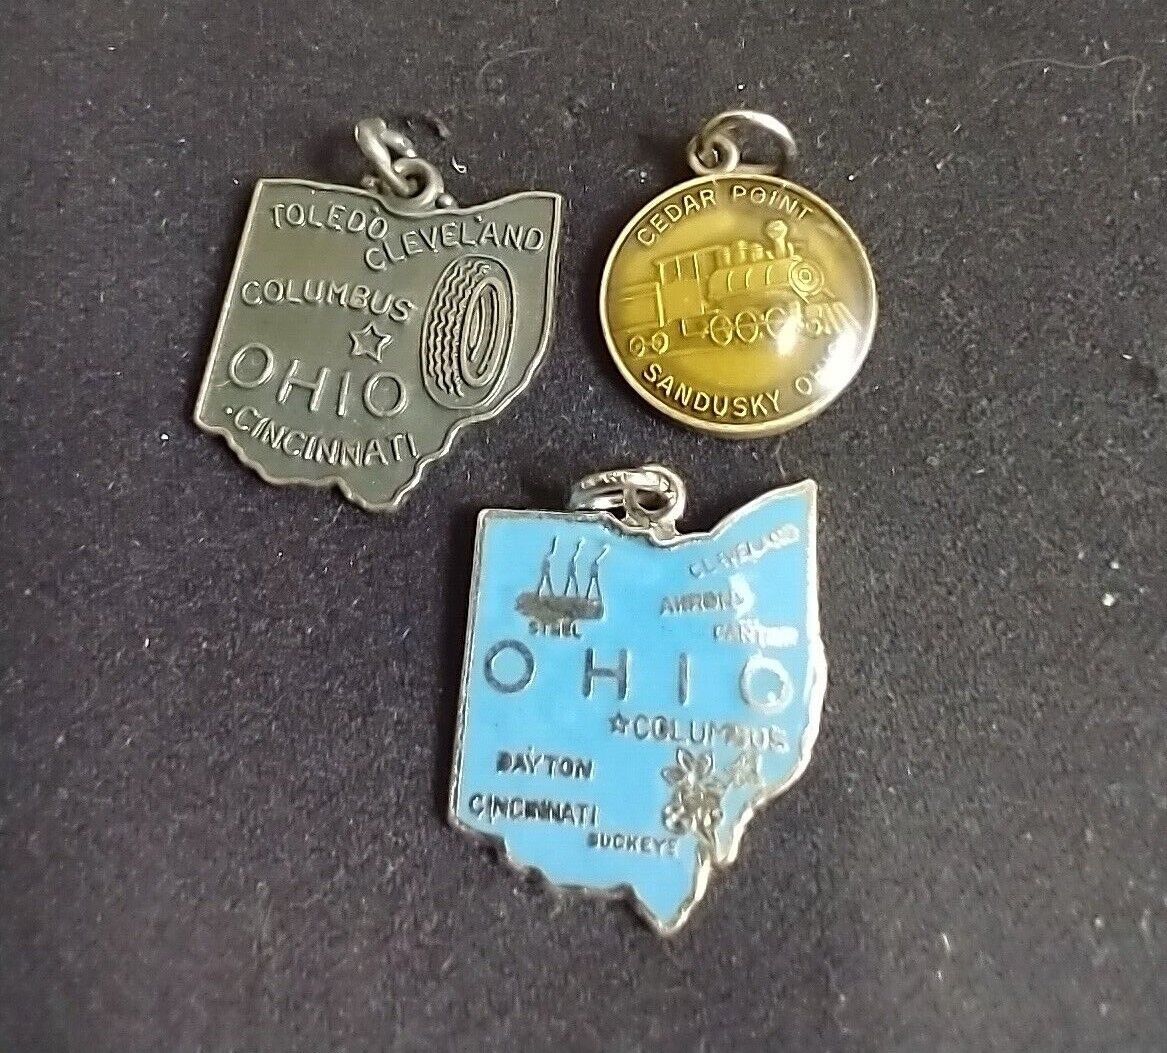 TOLEDO
CLEVELAND
COLUMBUS
OHIO
CINCINNATI
CEDAR POINT
SANDUSKY
STEEL
CLEVELAND
AKRON
CANTON
OHIO
COLUMBUS
DAYTON
CINCINNATI
BUCKEYE